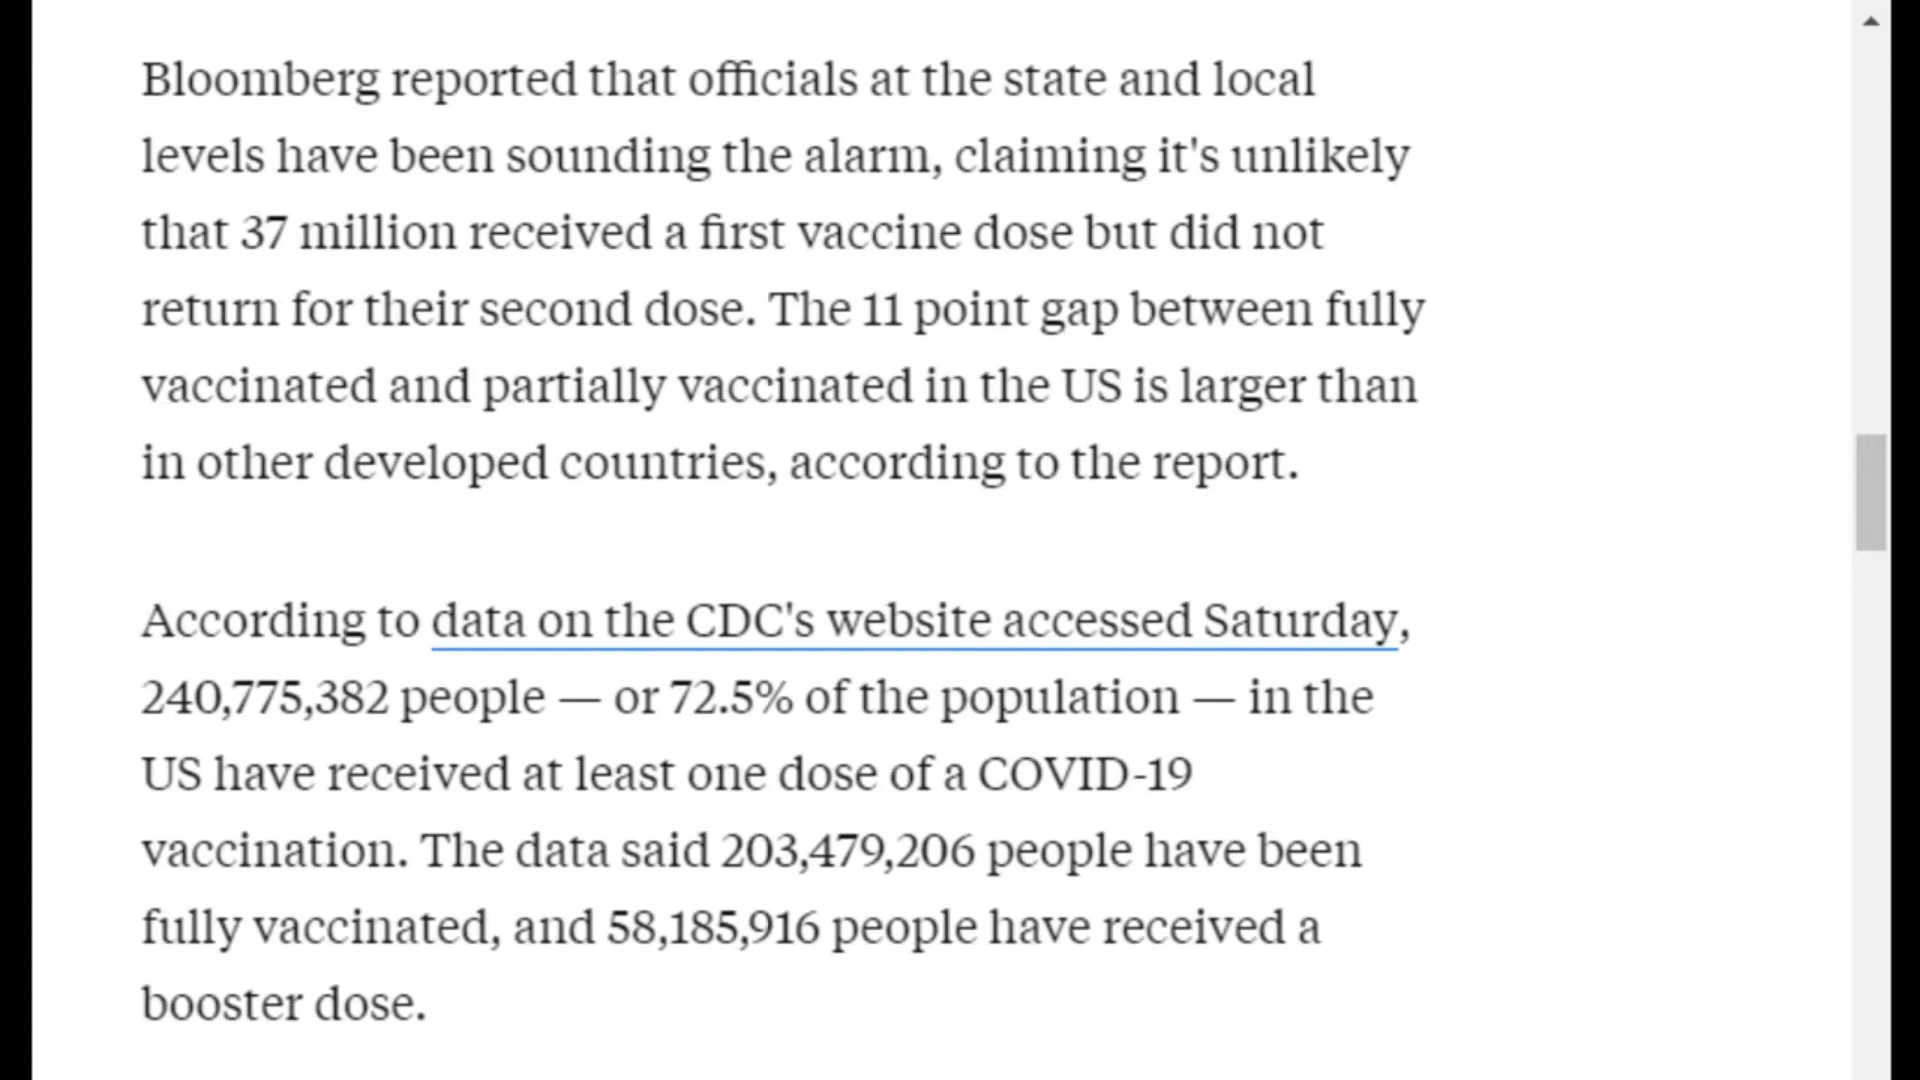 Bloomberg reported that officials at the state and local
levels have been sounding the alarm, claiming it's unlikely
that 37 million received a first vaccine dose but did not
return for their second dose. The 11 point gap between fully
vaccinated and partially vaccinated in the US is larger than
in other developed countries, according to the report.
According to data on the CDC's website accessed Saturday,
240,775,382 people — or 72.5% of the population — in the
US have received at least one dose of a COVID-19
vaccination. The data said 203,479,206 people have been
fully vaccinated, and 58,185,916 people have received a
booster dose.